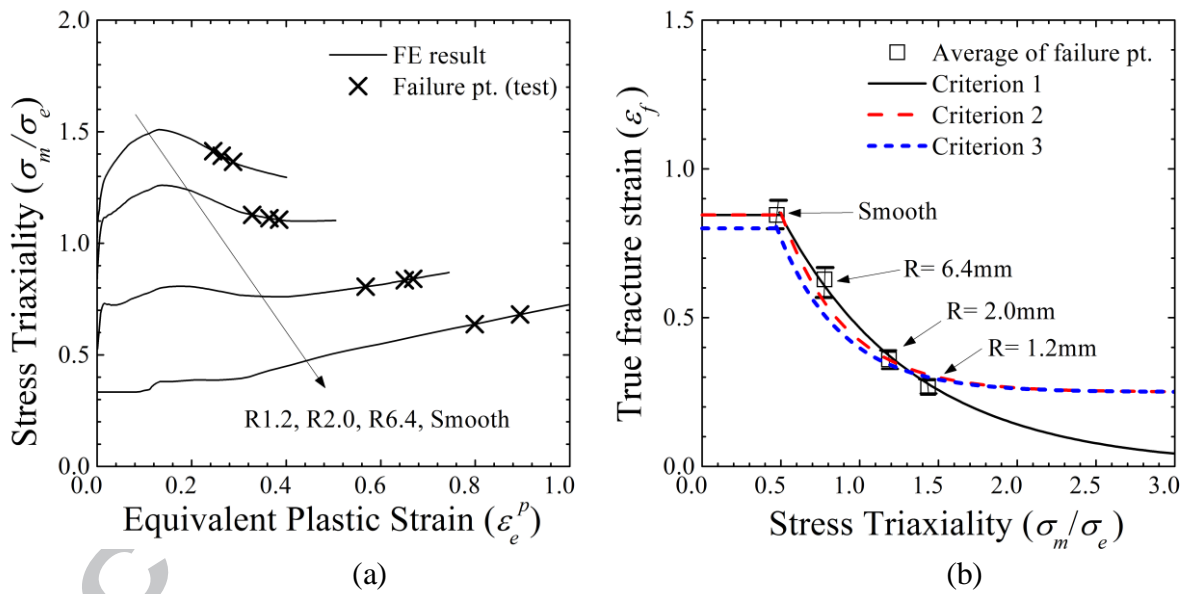 2.0
1.5
1.0
0.5
0.0
Stress Triaxiality (σm/σe)
FE result
Failure pt. (test)
R1.2, R2.0, R6.4, Smooth
0.0 0.2 0.4 0.6 0.8 1.0
Equivalent Plastic Strain (εe^p)
(a)
1.5
1.0
0.5
0.0
True fracture strain (εf)
Average of failure pt.
Criterion 1
Criterion 2
Criterion 3
Smooth
R= 6.4mm
R= 2.0mm
R= 1.2mm
0.0 0.5 1.0 1.5 2.0 2.5 3.0
Stress Triaxiality (σm/σe)
(b)